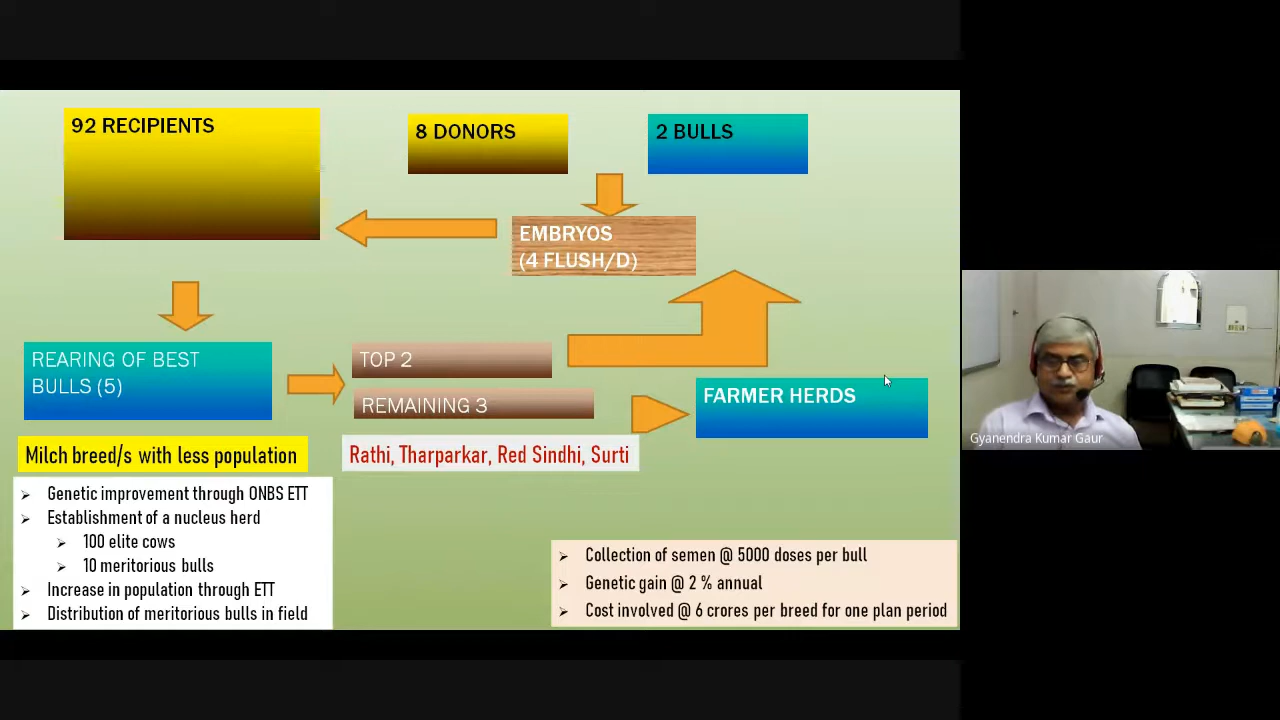 92 RECIPIENTS
8 DONORS
2 BULLS
EMBRYOS
(4 FLUSH/D)
REARING OF BEST
BULLS (5)
TOP 2
REMAINING 3
FARMER HERDS
Milch breed/s with less population
Rathi, Tharparkar, Red Sindhi, Surti
Genetic improvement through ONBS ETT
Establishment of a nucleus herd
100 elite cows
10 meritorious bulls
Increase in population through ETT
Distribution of meritorious bulls in field
Collection of semen @ 5000 doses per bull
Genetic gain @ 2 % annual
Cost involved @ 6 crores per breed for one plan period
Gyanendra Kumar Gaur